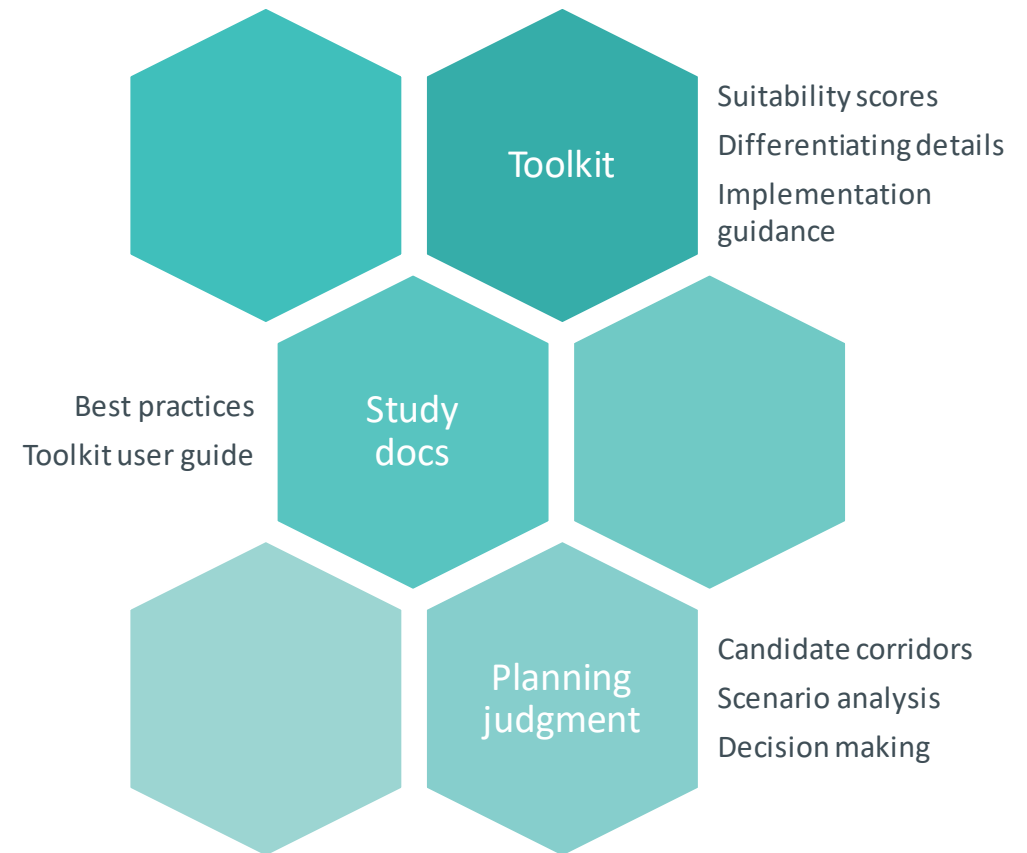 Toolkit
Suitability scores
Differentiating details
Implementation
guidance
Best practices
Toolkit user guide
Study
docs
Planning
judgment
Candidate corridors
Scenario analysis
Decision making